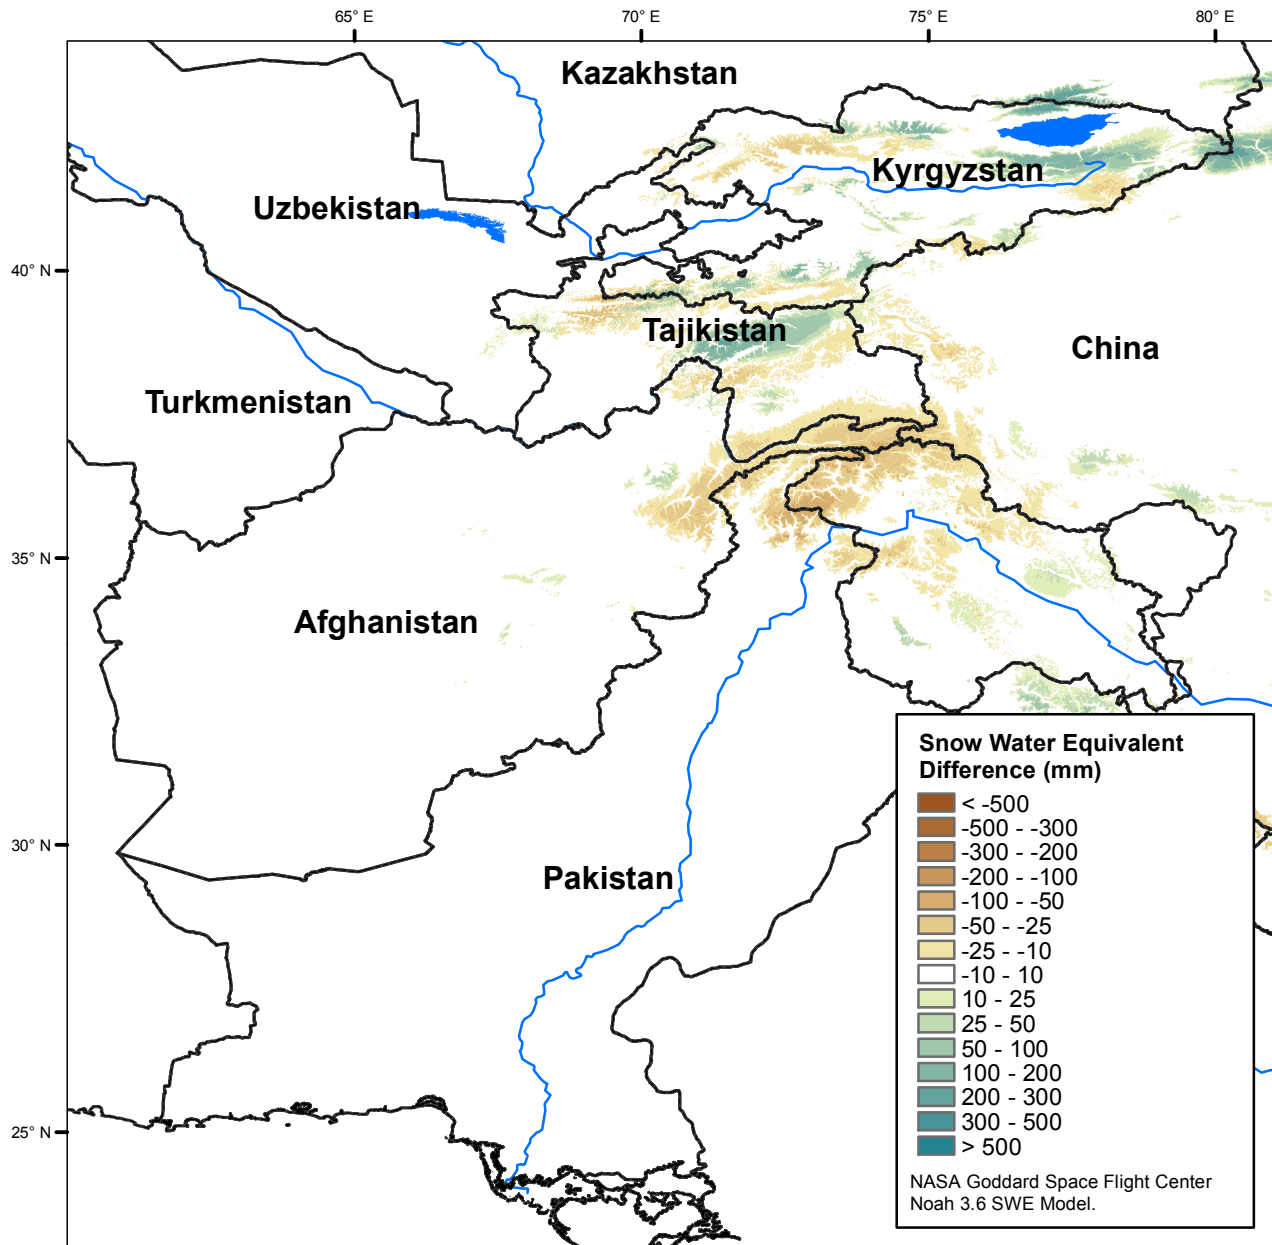 65° E
70° E
75° E
80° E
Kazakhstan
Kyrgyzstan
Uzbekistan
40° N
Tajikistan
China
Turkmenistan
35° N
Afghanistan
Snow Water Equivalent
Difference (mm)
< -500
-500 - -300
-300 - -200
-200 - -100
-100 - -50
-50 - -25
-25 - -10
-10 - 10
10 - 25
25 - 50
50 - 100
100 - 200
200 - 300
300 - 500
> 500
30° N
Pakistan
25° N
NASA Goddard Space Flight Center
Noah 3.6 SWE Model.